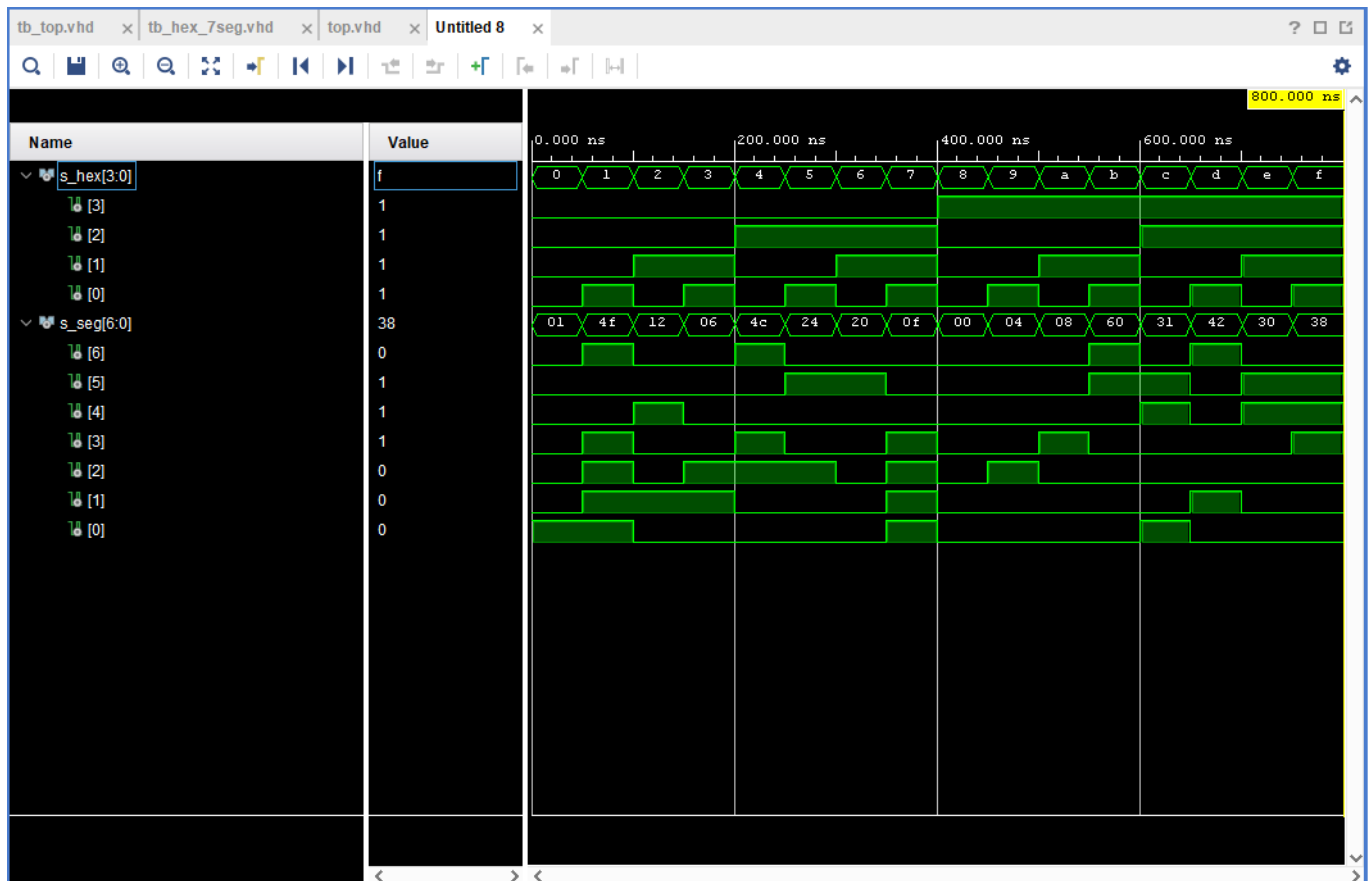 tb_top.vhd × tb_hex_7seg.vhd × top.vhd × Untitled 8 × ?
800.000 ns
Name Value 0.000 ns 200.000 ns 400.000 ns 600.000 ns
s_hex[3:0] f 0 1 2 3 4 5 6 7 8 9 a b c d e f
[3] 1
[2] 1
[1] 1
[0] 1
s_seg[6:0] 38 01 4f 12 06 4c 24 20 0f 00 04 08 60 31 42 30 38
[6] 0
[5] 1
[4] 1
[3] 1
[2] 0
[1] 0
[0] 0